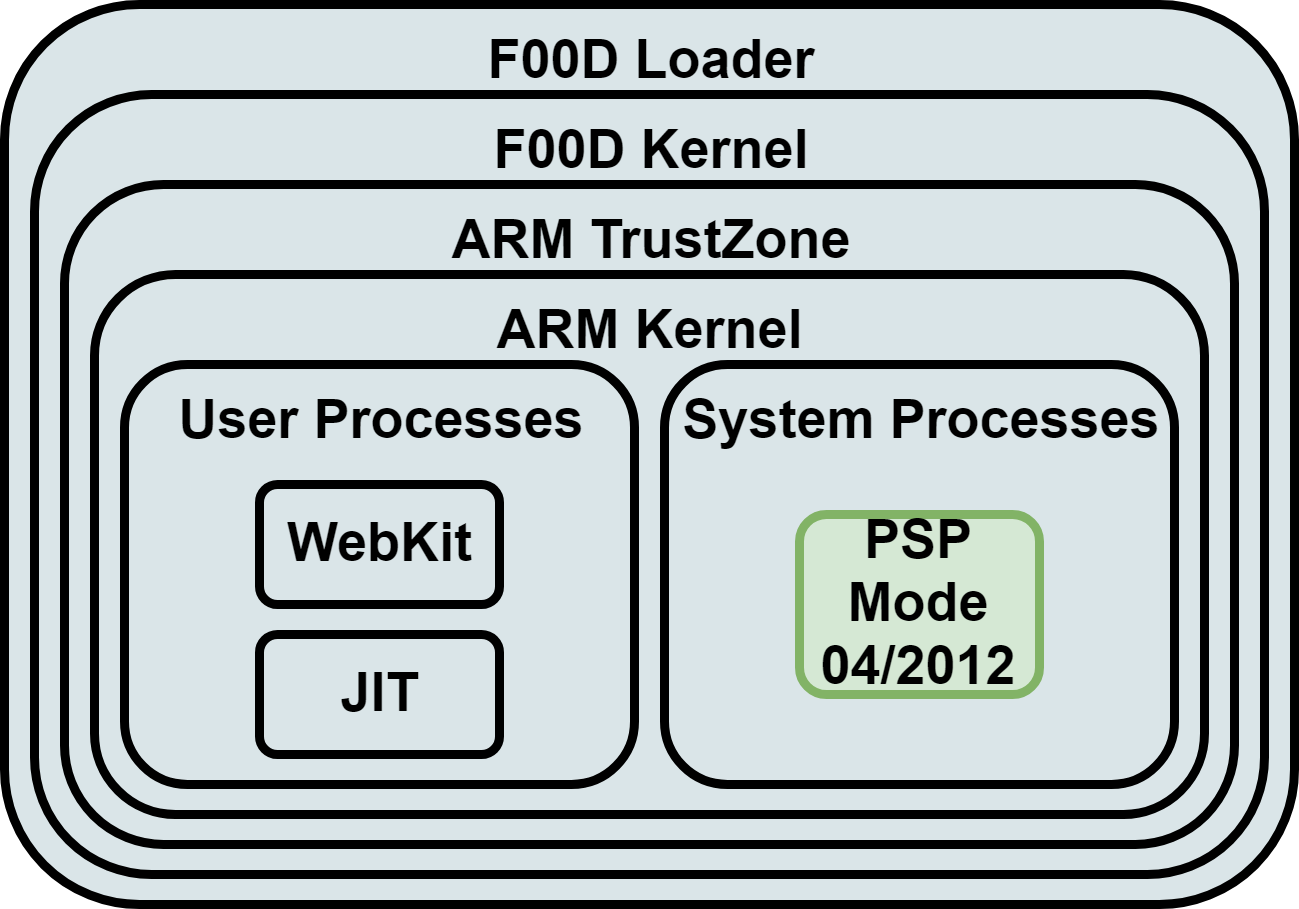 F00D Loader
F00D Kernel
ARM TrustZone
ARM Kernel
User Processes
WebKit
JIT
System Processes
PSP
Mode
04/2012